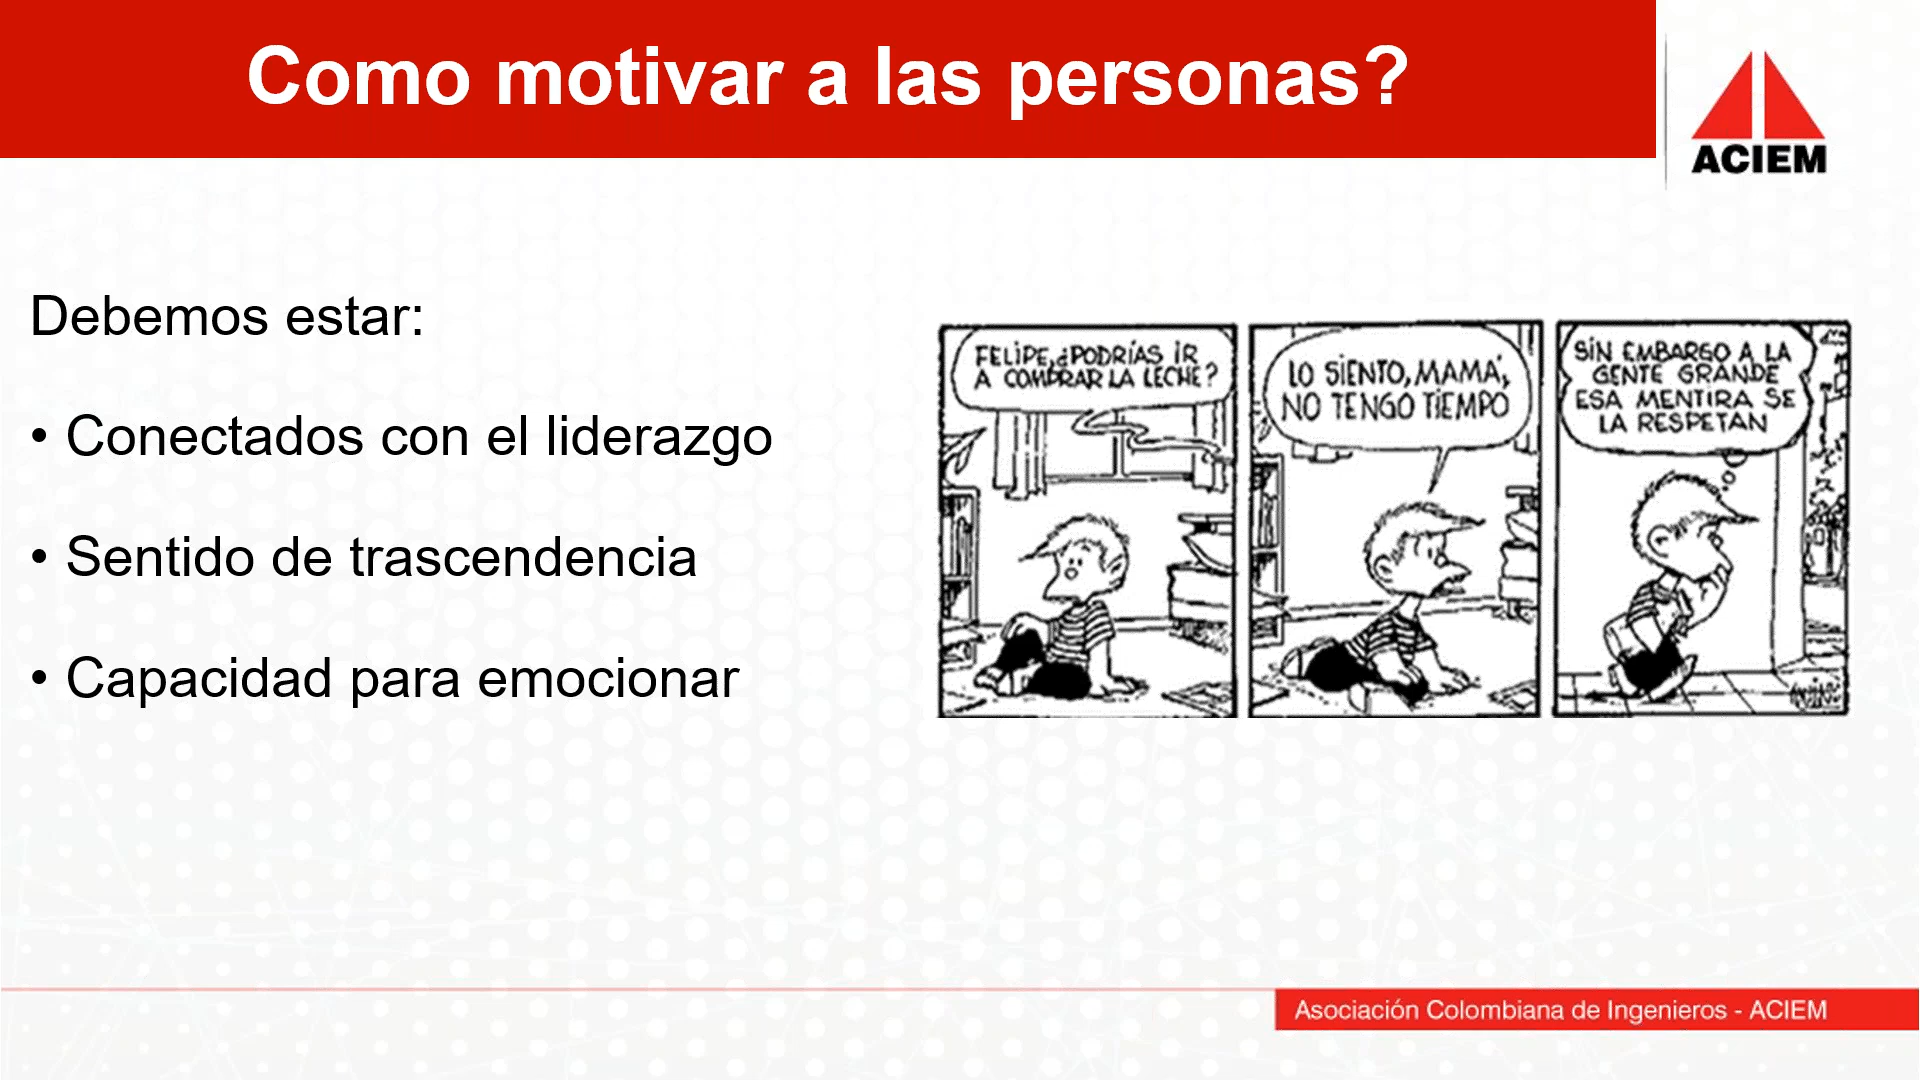 Como motivar a las personas?
ACIEM
Debemos estar:
• Conectados con el liderazgo
• Sentido de trascendencia
• Capacidad para emocionar
FELIPE,¿PODRÍAS IR
A COMPRAR LA LECHE?
LO SIENTO, MAMÁ,
NO TENGO TIEMPO
SIN EMBARGO A LA
GENTE GRANDE
ESA MENTIRA SE
LA RESPETAN
Asociación Colombiana de Ingenieros - ACIEM